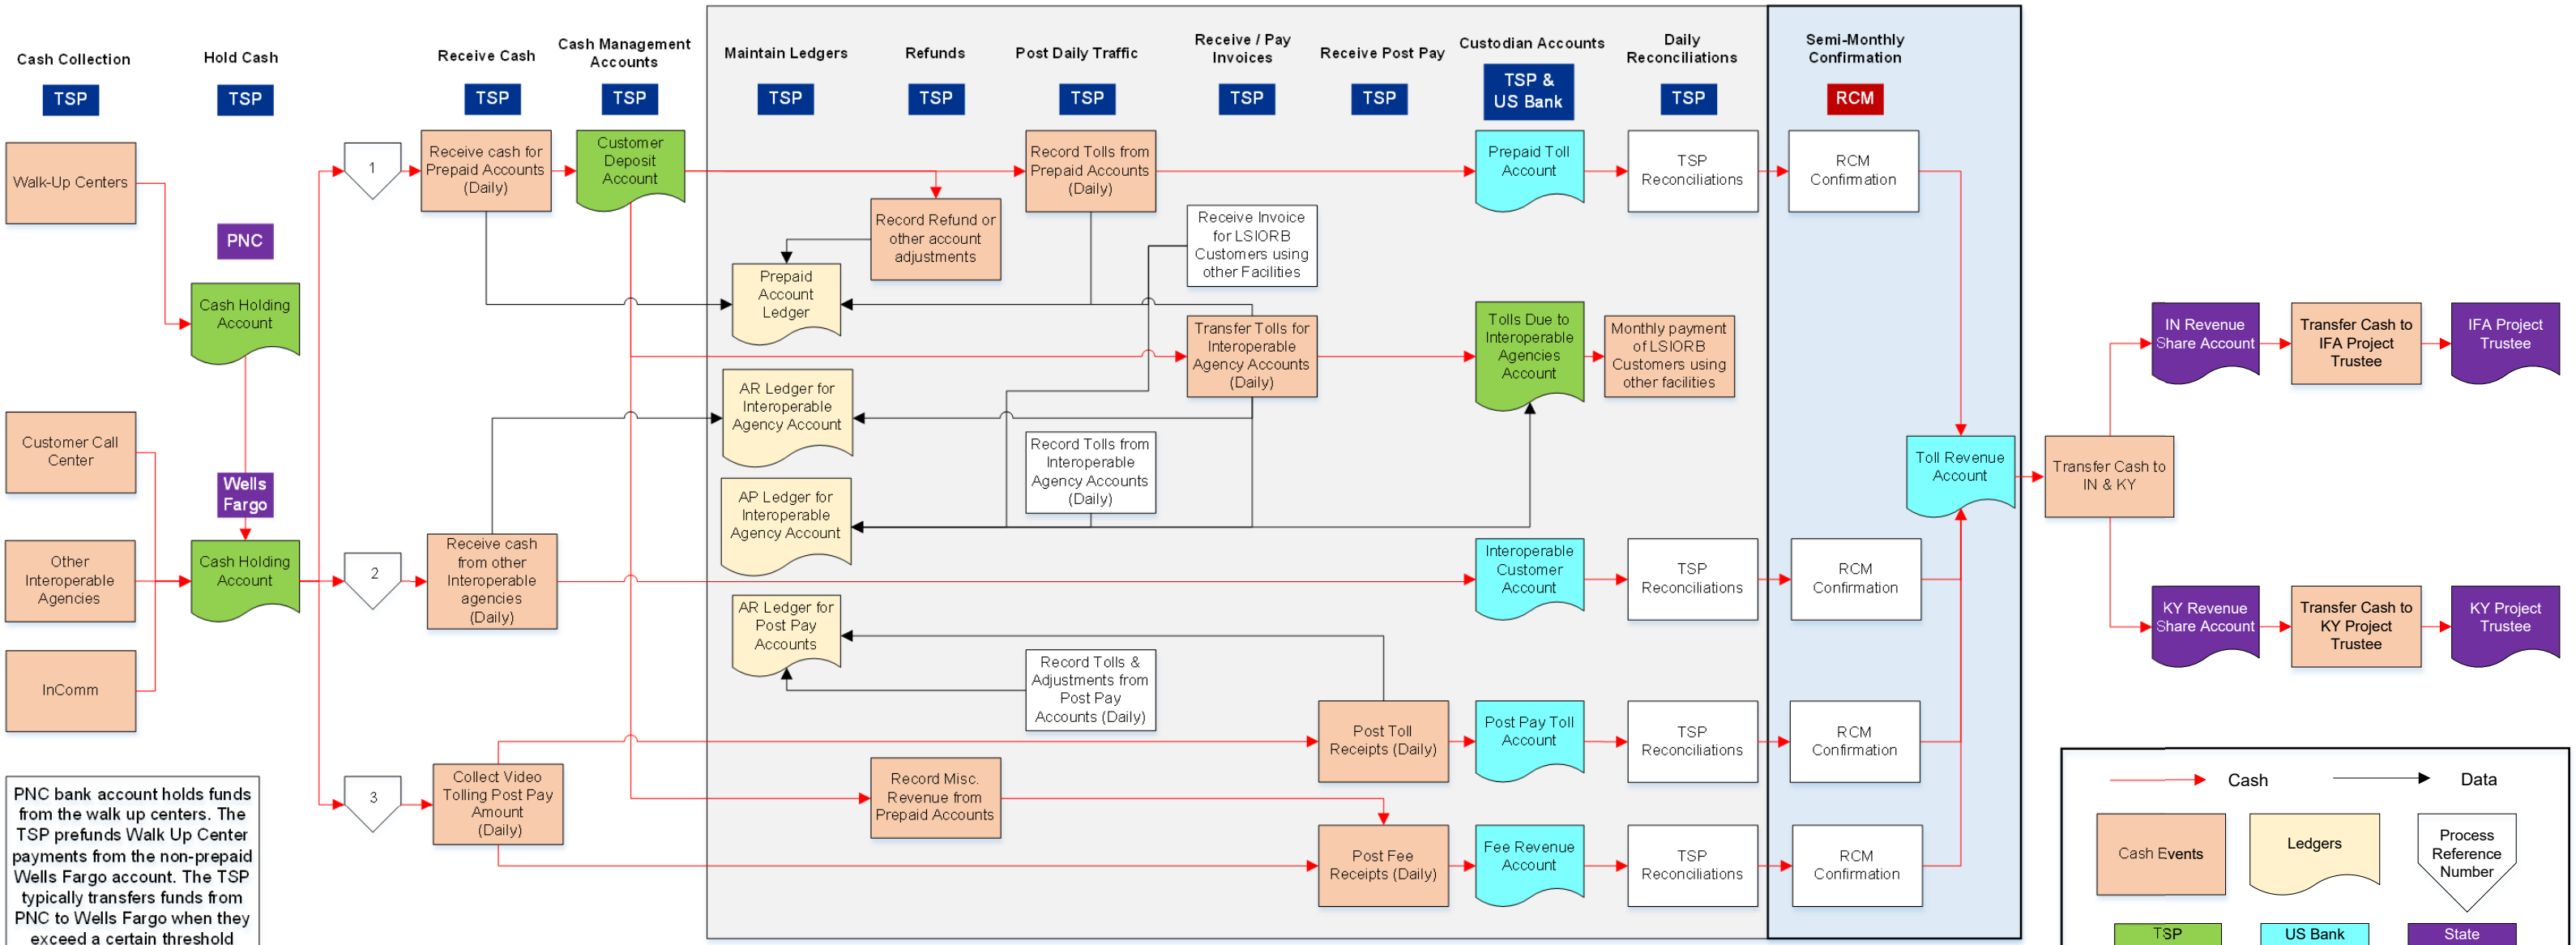 Cash Collection
TSP
Hold Cash
TSP
Receive Cash
TSP
Cash Management
Accounts
TSP
Maintain Ledgers
TSP
Refunds
TSP
Post Daily Traffic
TSP
Receive / Pay
Invoices
TSP
Receive Post Pay
TSP
Custodian Accounts
TSP &
US Bank
Daily
Reconciliations
TSP
Semi-Monthly
Confirmation
RCM
Walk-Up Centers
PNC
Cash Holding
Account
Customer Call
Center
Wells
Fargo
Other
Interoperable
Agencies
Cash Holding
Account
InComm
PNC bank account holds funds
from the walk up centers. The
TSP prefunds Walk Up Center
payments from the non-prepaid
Wells Fargo account. The TSP
typically transfers funds from
PNC to Wells Fargo when they
exceed a certain threshold
1
Receive cash for
Prepaid Accounts
(Daily)
Customer
Deposit
Account
Record Refund or
other account
adjustments
Record Tolls from
Prepaid Accounts
(Daily)
Receive Invoice
for LSIORB
Customers using
other Facilities
Prepaid Toll
Account
TSP
Reconciliations
RCM
Confirmation
Prepaid
Account
Ledger
Transfer Tolls for
Interoperable
Agency Accounts
(Daily)
Tolls Due to
Interoperable
Agencies
Account
Monthly payment
of LSIORB
Customers using
other facilities
AR Ledger for
Interoperable
Agency Account
Record Tolls from
Interoperable
Agency Accounts
(Daily)
AP Ledger for
Interoperable
Agency Account
2
Receive cash
from other
Interoperable
agencies
(Daily)
Interoperable
Customer
Account
TSP
Reconciliations
RCM
Confirmation
AR Ledger for
Post Pay
Accounts
Record Tolls &
Adjustments from
Post Pay
Accounts (Daily)
3
Collect Video
Tolling Post Pay
Amount
(Daily)
Post Toll
Receipts (Daily)
Post Pay Toll
Account
TSP
Reconciliations
RCM
Confirmation
Record Misc.
Revenue from
Prepaid Accounts
Post Fee
Receipts (Daily)
Fee Revenue
Account
TSP
Reconciliations
RCM
Confirmation
Toll Revenue
Account
Transfer Cash to
IN & KY
IN Revenue
Share Account
Transfer Cash to
IFA Project
Trustee
IFA Project
Trustee
KY Revenue
Share Account
Transfer Cash to
KY Project
Trustee
KY Project
Trustee
Cash
Data
Cash Events
Ledgers
Process
Reference
Number
TSP
US Bank
State